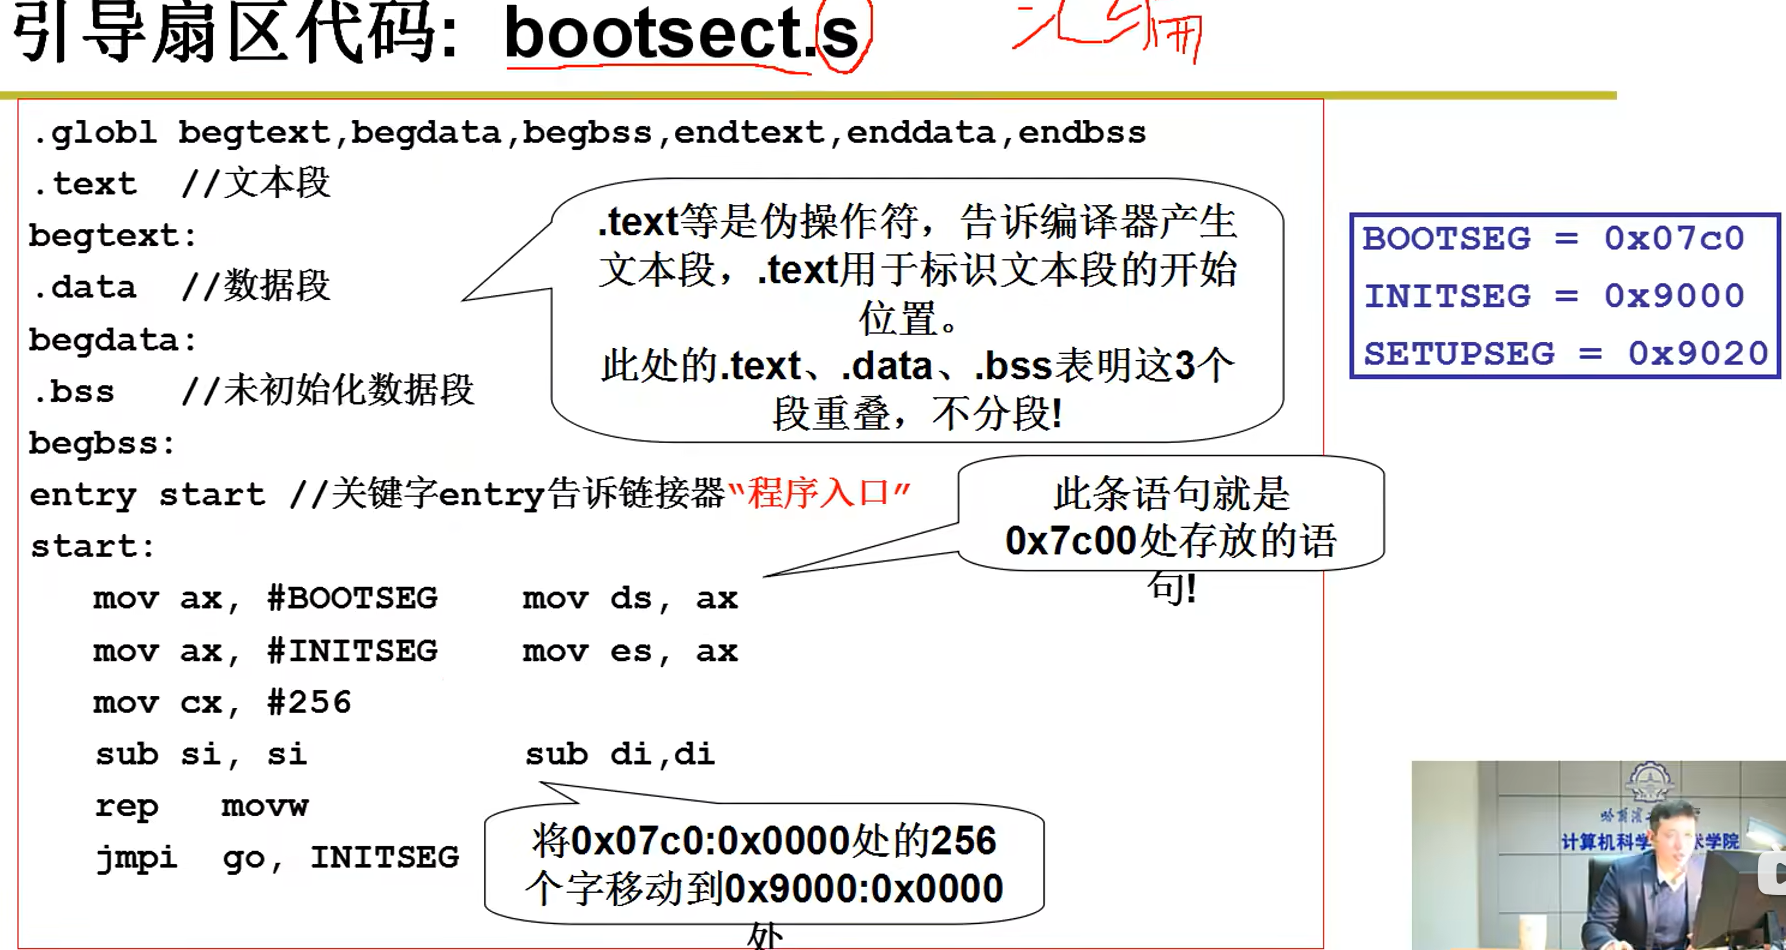 引导扇区代码: bootsect.s
汇编
.globl begtext,begdata,begbss,endtext,enddata,endbss
.text //文本段
begtext:
.data //数据段
begdata:
.bss //未初始化数据段
begbss:
entry start //关键字entry告诉链接器“程序入口”
start:
mov ax, #BOOTSEG mov ds, ax
mov ax, #INITSEG mov es, ax
mov cx, #256
sub si, si sub di,di
rep movw
jmpi go, INITSEG
.text等是伪操作符，告诉编译器产生
文本段，.text用于标识文本段的开始
位置。
此处的.text、.data、.bss表明这3个
段重叠，不分段!
此条语句就是
0x7c00处存放的语
句!
将0x07c0:0x0000处的256
个字移动到0x9000:0x0000
处
BOOTSEG = 0x07c0
INITSEG = 0x9000
SETUPSEG = 0x9020
计算机科学 术学院